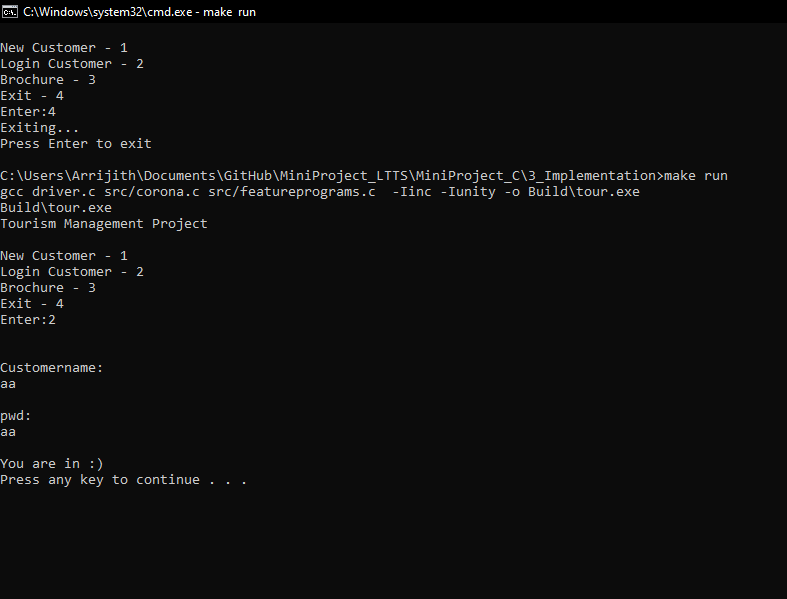 C:\Windows\system32\cmd.exe - make run
New Customer - 1
Login Customer - 2
Brochure - 3
Exit - 4
Enter:4
Exiting...
Press Enter to exit
C:\Users\Arrijith\Documents\GitHub\MiniProject_LTTS\MiniProject_C\3_Implementation>make run
gcc driver.c src/corona.c src/featureprograms.c  -Iinc -Iunity -o Build\tour.exe
Build\tour.exe
Tourism Management Project
New Customer - 1
Login Customer - 2
Brochure - 3
Exit - 4
Enter:2
Customername:
aa
pwd:
aa
You are in :)
Press any key to continue . . .